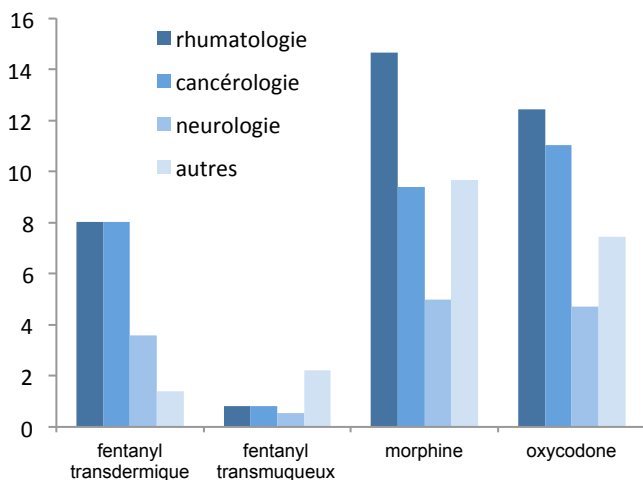 16
14
12
10
8
6
4
2
0
rhumatologie
cancérologie
neurologie
autres
fentanyl
transdermique
fentanyl
transmuqueux
morphine
oxycodone